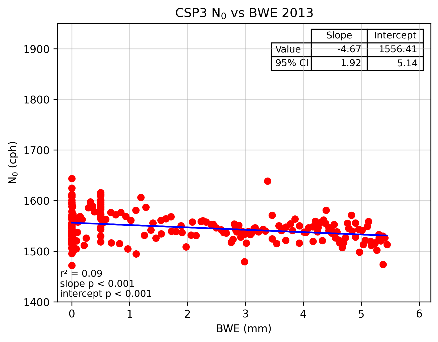 CSP3 N₀ vs BWE 2013
Slope Intercept
Value -4.67 1556.41
95% CI 1.92 5.14
1900
1800
1700
1600
1500
1400
N₀ (cph)
r² = 0.09
slope p < 0.001
intercept p < 0.001
0 1 2 3 4 5 6
BWE (mm)